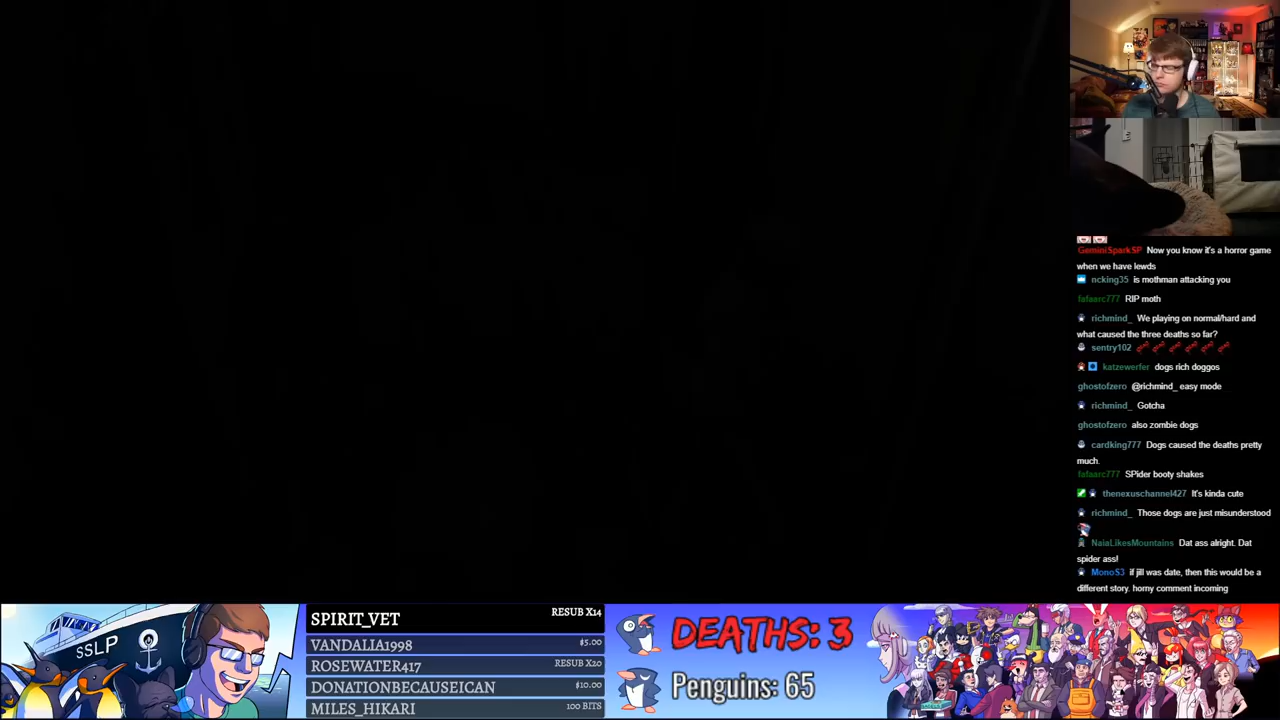 GeminiSparkSP Now you know it's a horror game
when we have lewds
ncking35 is mothman attacking you
fafaarc777 RIP moth
richmind_ We playing on normal/hard and
what caused the three deaths so far?
sentry102
katzewerfer dogs rich doggos
ghostofzero @richmind_ easy mode
richmind_ Gotcha
ghostofzero also zombie dogs
cardking777 Dogs caused the deaths pretty
much.
fafaarc777 SPider booty shakes
thenexuschannel427 It's kinda cute
richmind_ Those dogs are just misunderstood
NaiaLikesMountains Dat ass alright. Dat
spider ass!
MonoS3 if jill was date, then this would be a
different story. horny comment incoming
SSLP
SPIRIT_VET RESUB X14
VANDALIA1998 $5.00
ROSEWATER417 RESUB X20
DONATIONBECAUSEICAN $10.00
MILES_HIKARI 100 BITS
DEATHS: 3
Penguins: 65